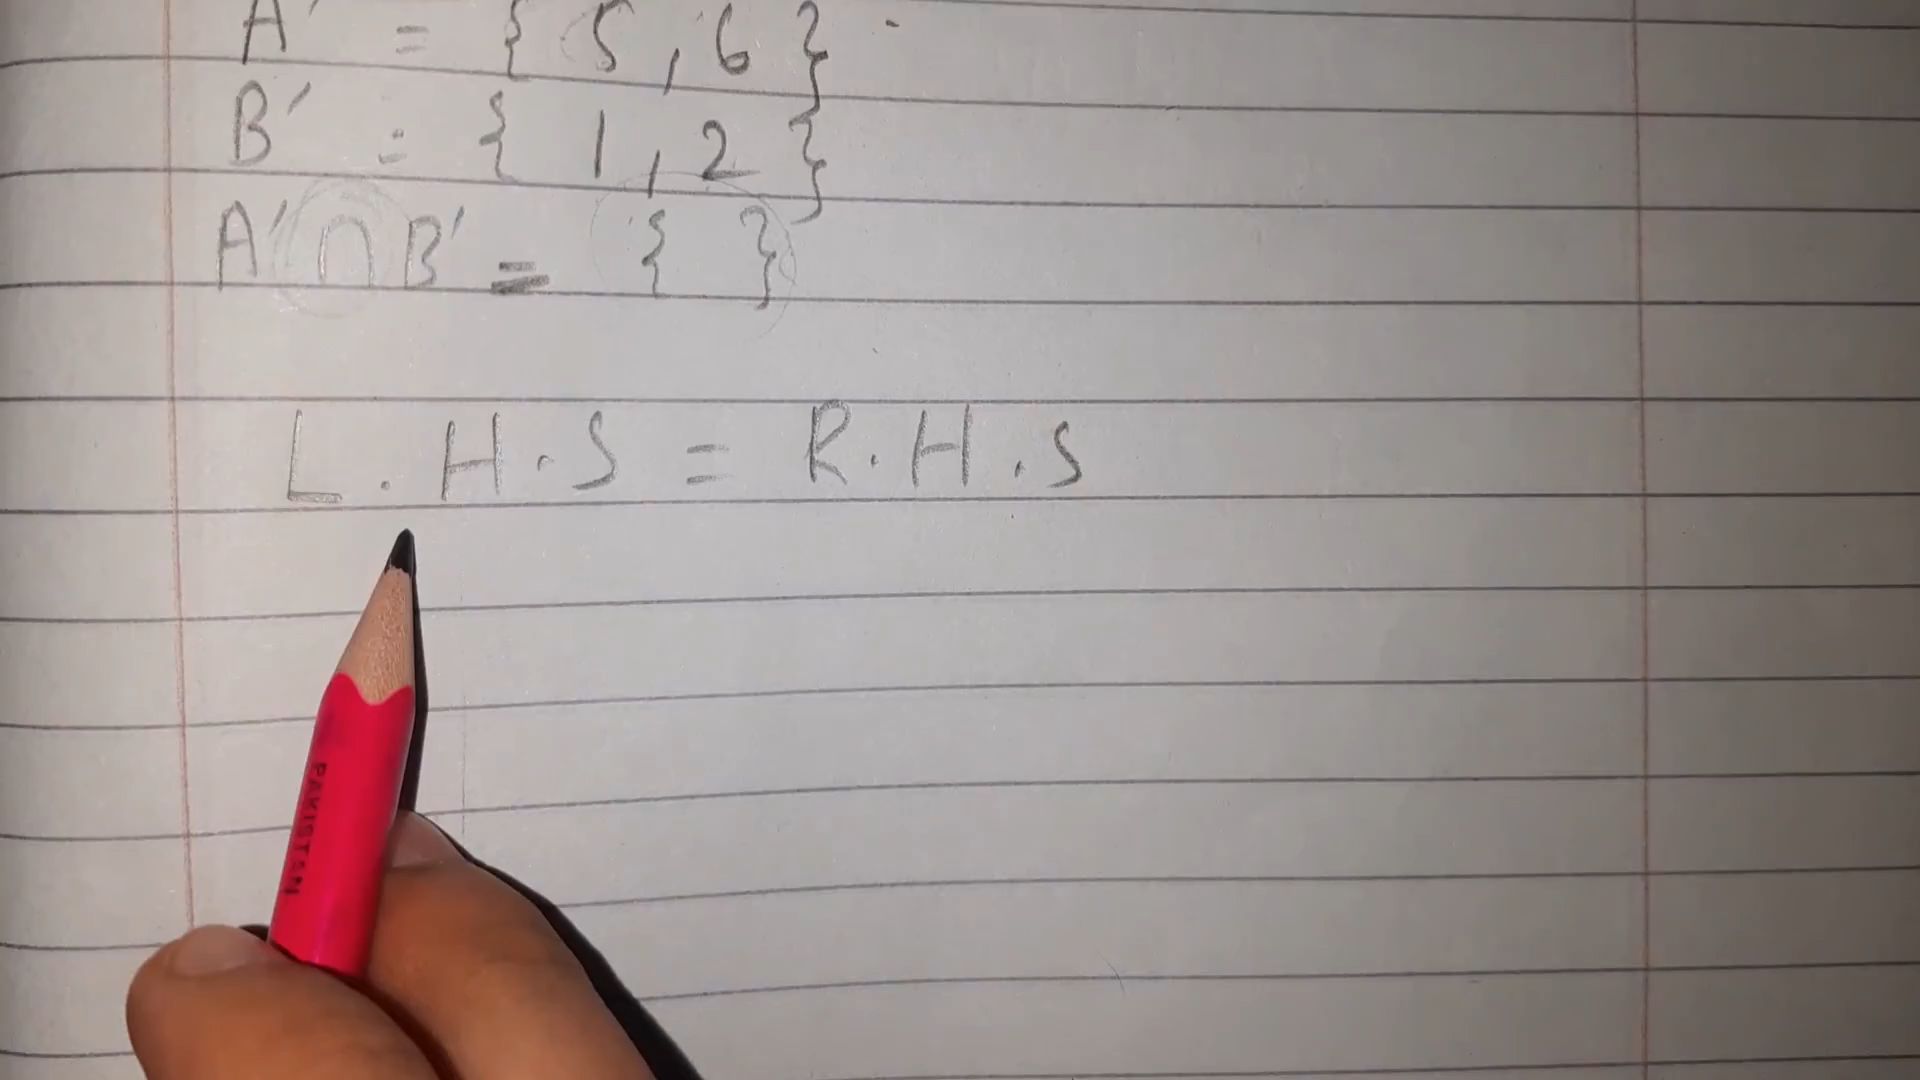 A' = { 5 , 6 }
B' = { 1 , 2 }
A' ∩ B' = { }
L.H.S = R.H.S
PAKISTAN